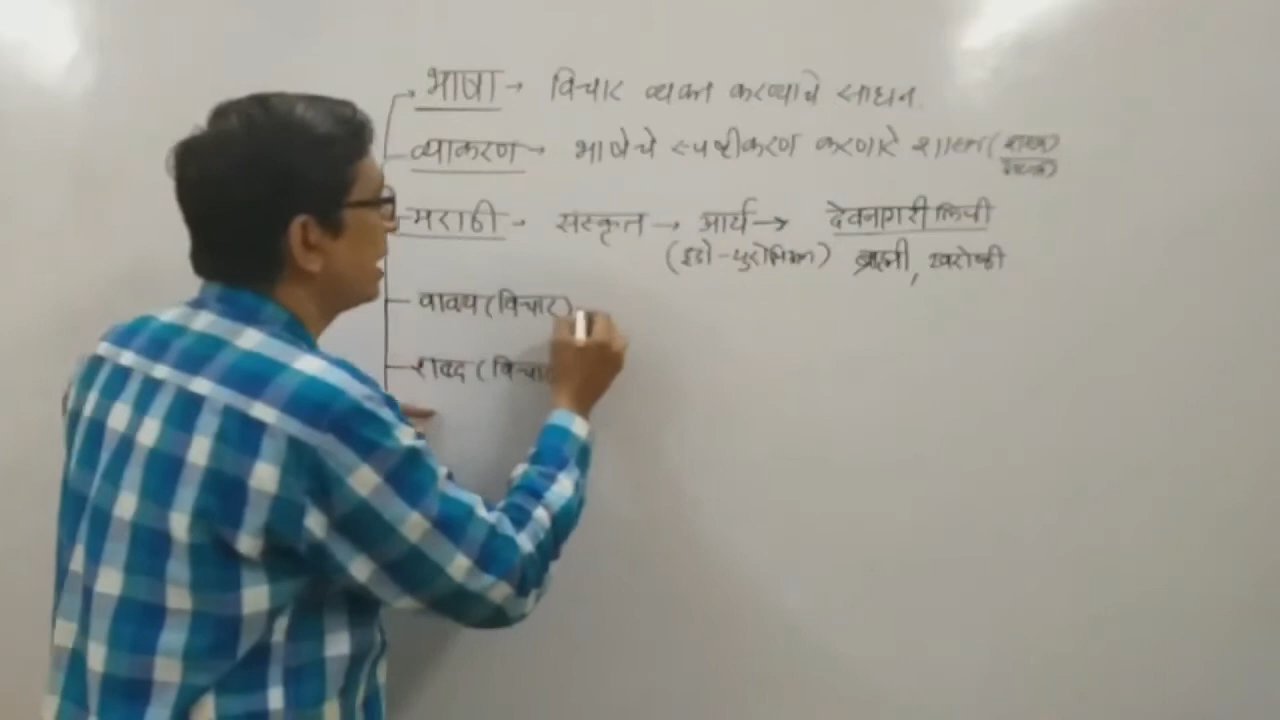 भाषा → विचार व्यक्त करण्याचे साधन.
व्याकरण → भाषेचे स्पष्टीकरण करणारे शास्त्र (
मराठी → संस्कृत → आर्य → देवनागरी लिपी
(इंडो-युरोपियन) ब्राह्मी, खरोष्ठी
वाक्य (विचार)
शब्द (विचार